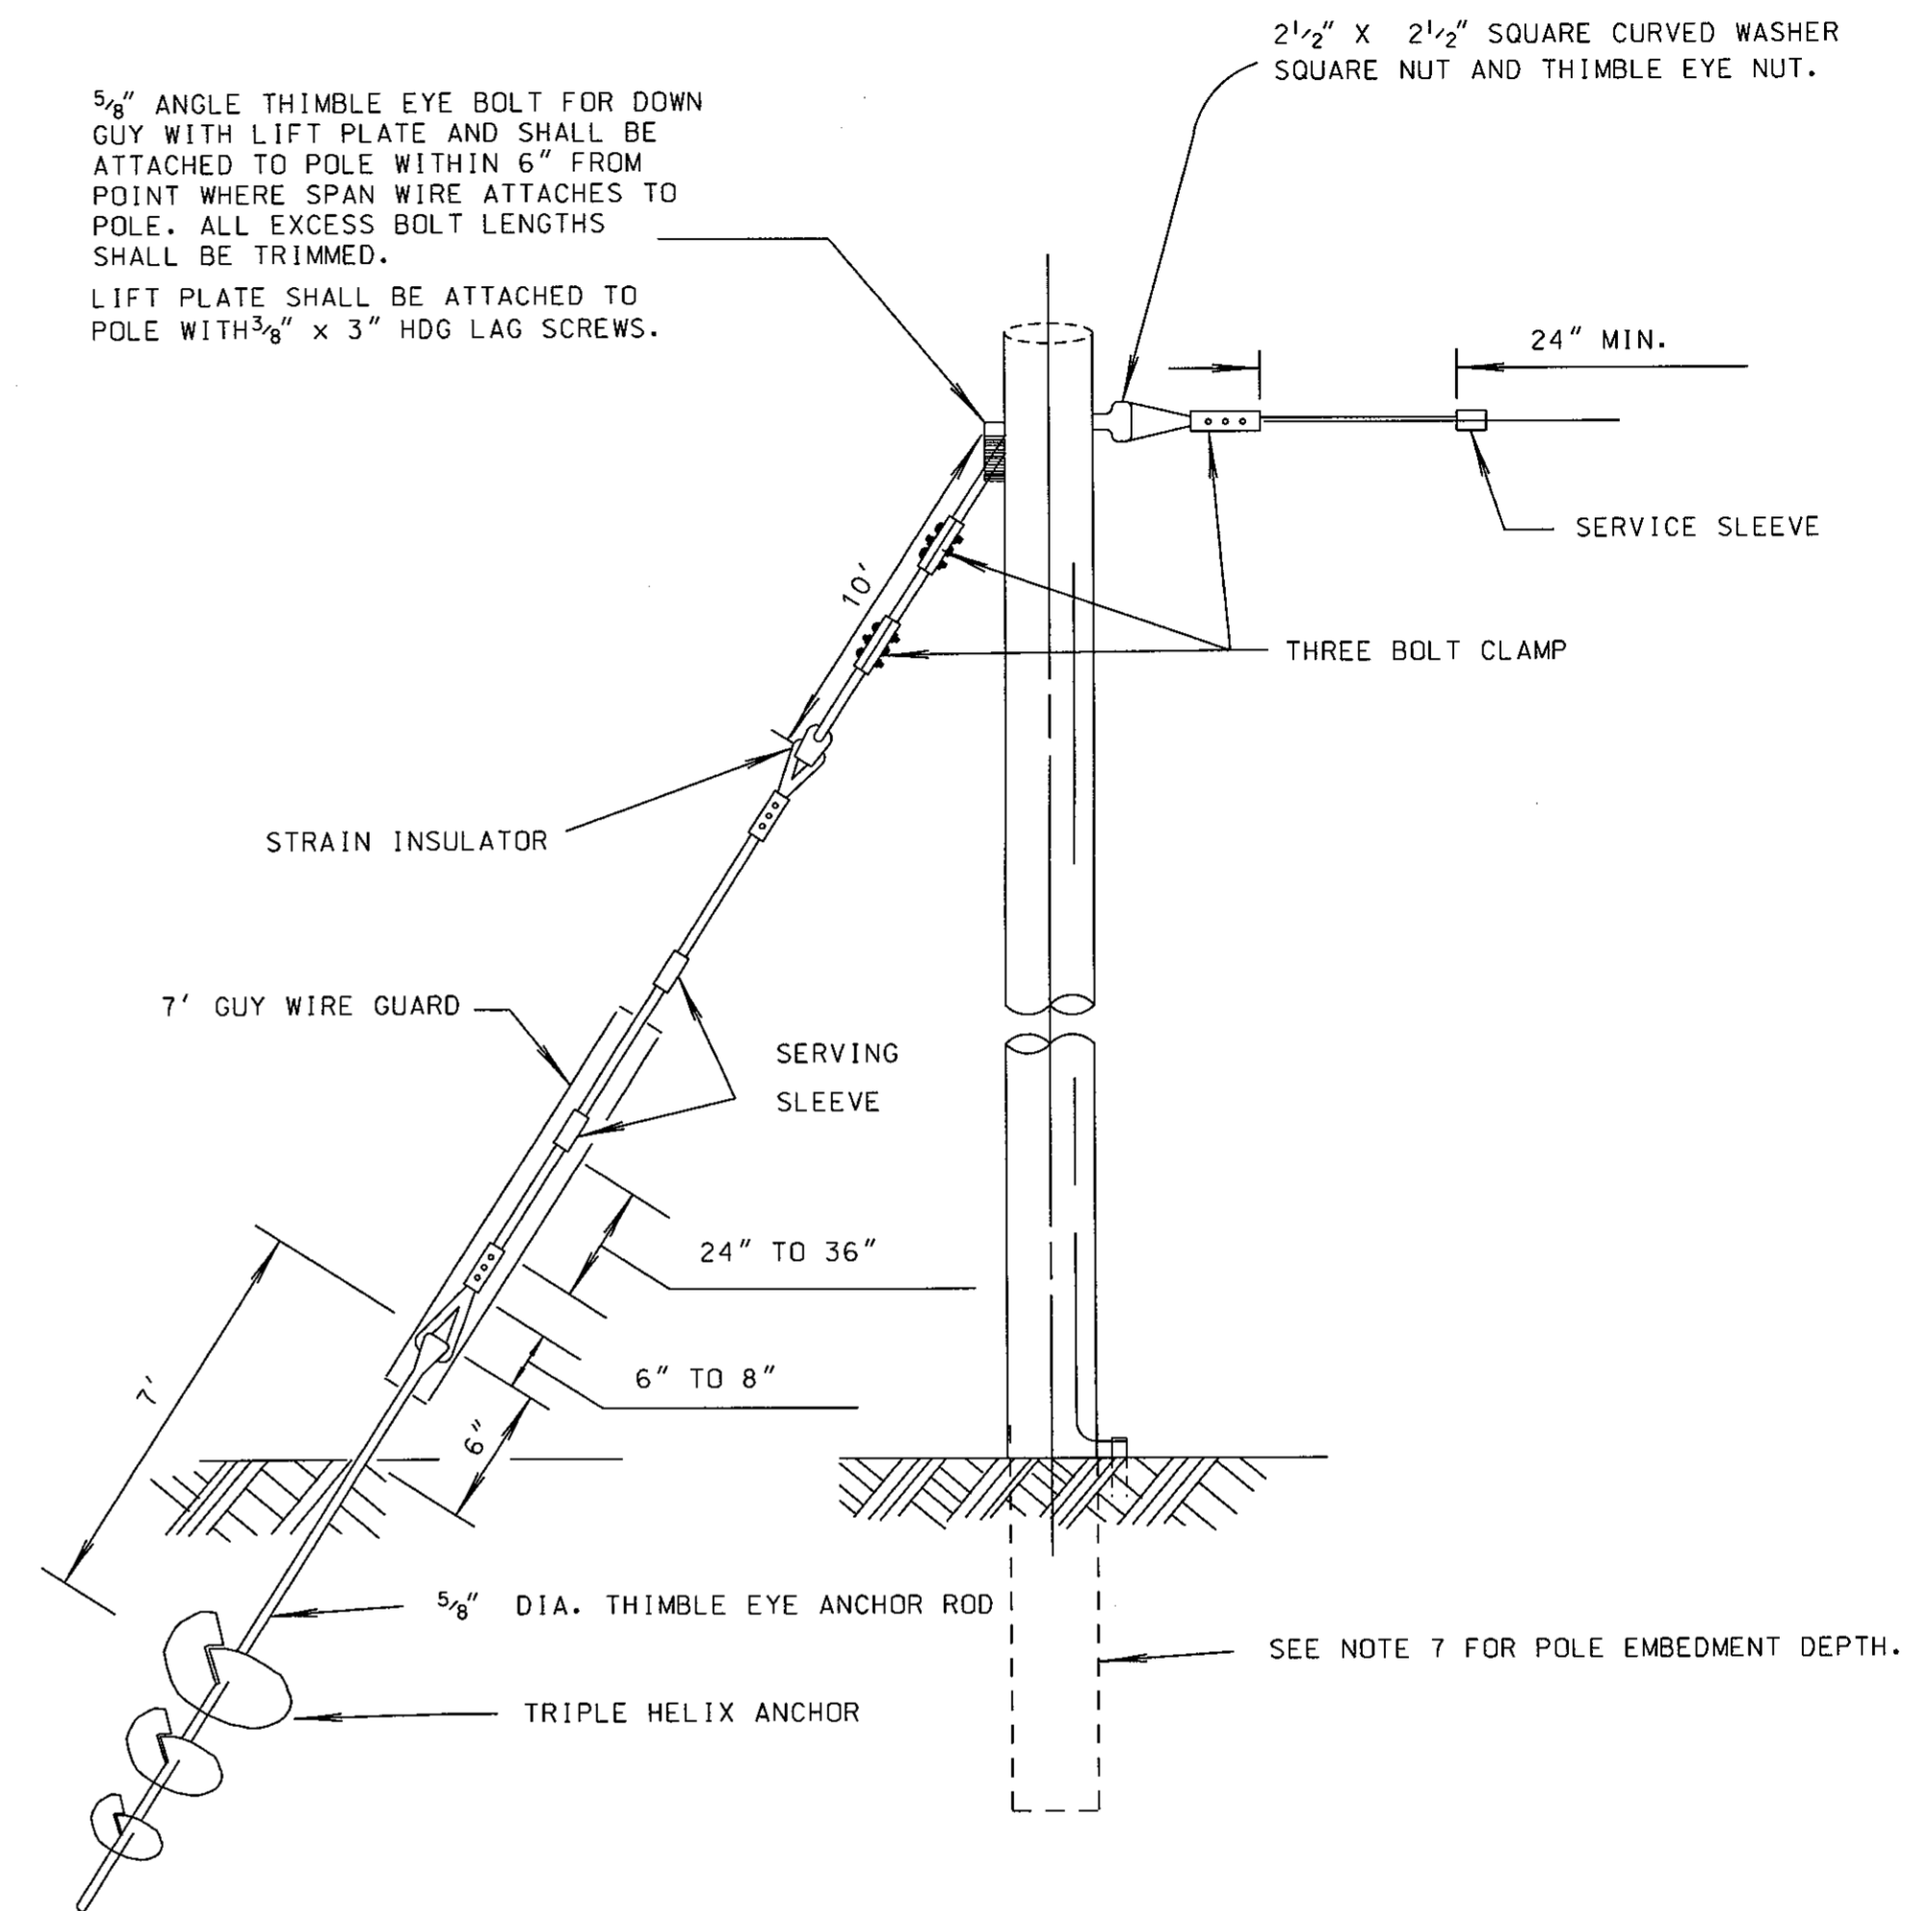 2 1/2" X 2 1/2" SQUARE CURVED WASHER
SQUARE NUT AND THIMBLE EYE NUT.
5/8" ANGLE THIMBLE EYE BOLT FOR DOWN
GUY WITH LIFT PLATE AND SHALL BE
ATTACHED TO POLE WITHIN 6" FROM
POINT WHERE SPAN WIRE ATTACHES TO
POLE. ALL EXCESS BOLT LENGTHS
SHALL BE TRIMMED.
LIFT PLATE SHALL BE ATTACHED TO
POLE WITH 3/8" x 3" HDG LAG SCREWS.
24" MIN.
SERVICE SLEEVE
10'
THREE BOLT CLAMP
STRAIN INSULATOR
7' GUY WIRE GUARD
SERVING
SLEEVE
24" TO 36"
6" TO 8"
7'
6"
5/8" DIA. THIMBLE EYE ANCHOR ROD
SEE NOTE 7 FOR POLE EMBEDMENT DEPTH.
TRIPLE HELIX ANCHOR